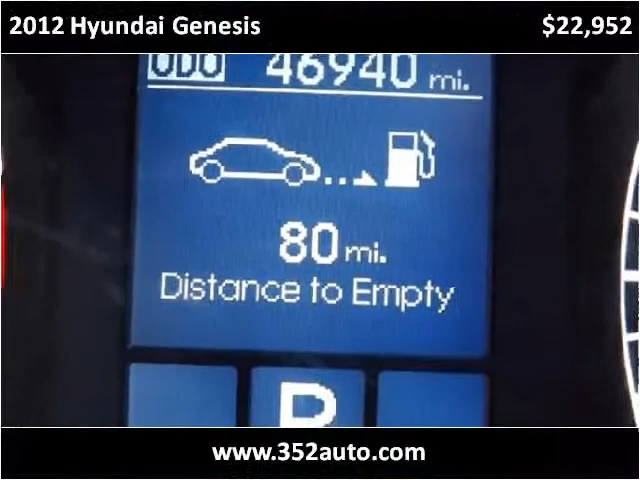 2012 Hyundai Genesis $22,952
ODO 46940 mi.
80 mi.
Distance to Empty
P
www.352auto.com